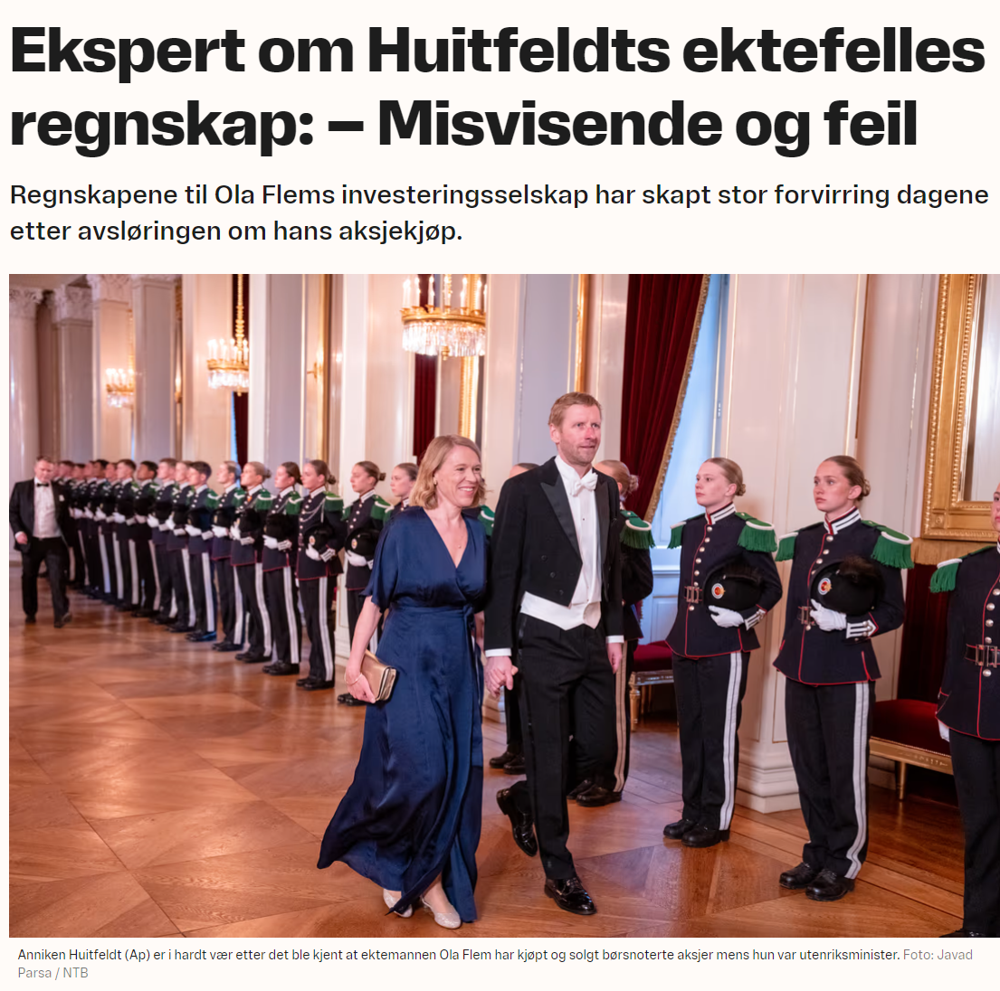 Ekspert om Huitfeldts ektefelles
regnskap: – Misvisende og feil
Regnskapene til Ola Flems investeringsselskap har skapt stor forvirring dagene
etter avsløringen om hans aksjekjøp.
Anniken Huitfeldt (Ap) er i hardt vær etter det ble kjent at ektemannen Ola Flem har kjøpt og solgt børsnoterte aksjer mens hun var utenriksminister. Foto: Javad
Parsa / NTB